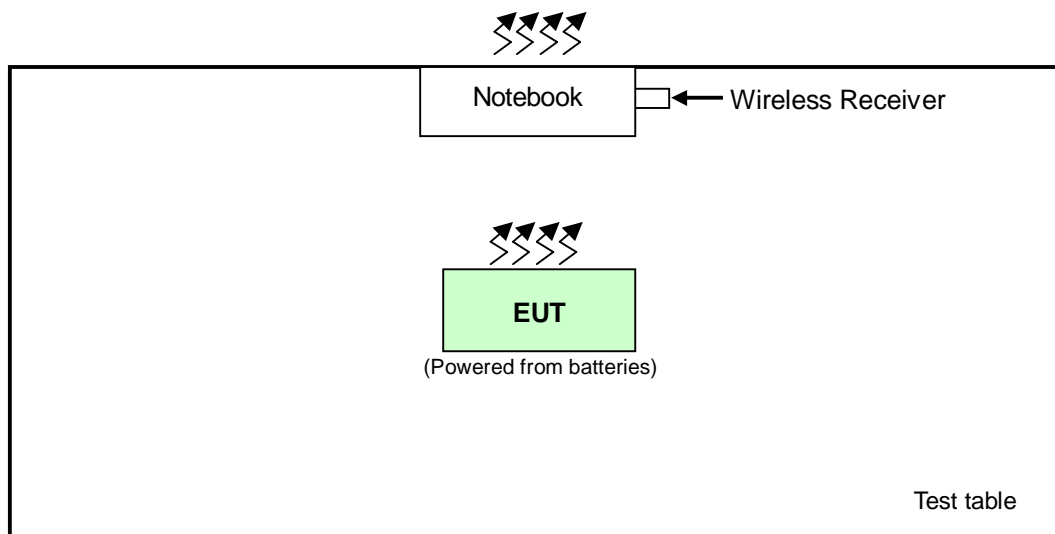 Notebook
Wireless Receiver
EUT
(Powered from batteries)
Test table